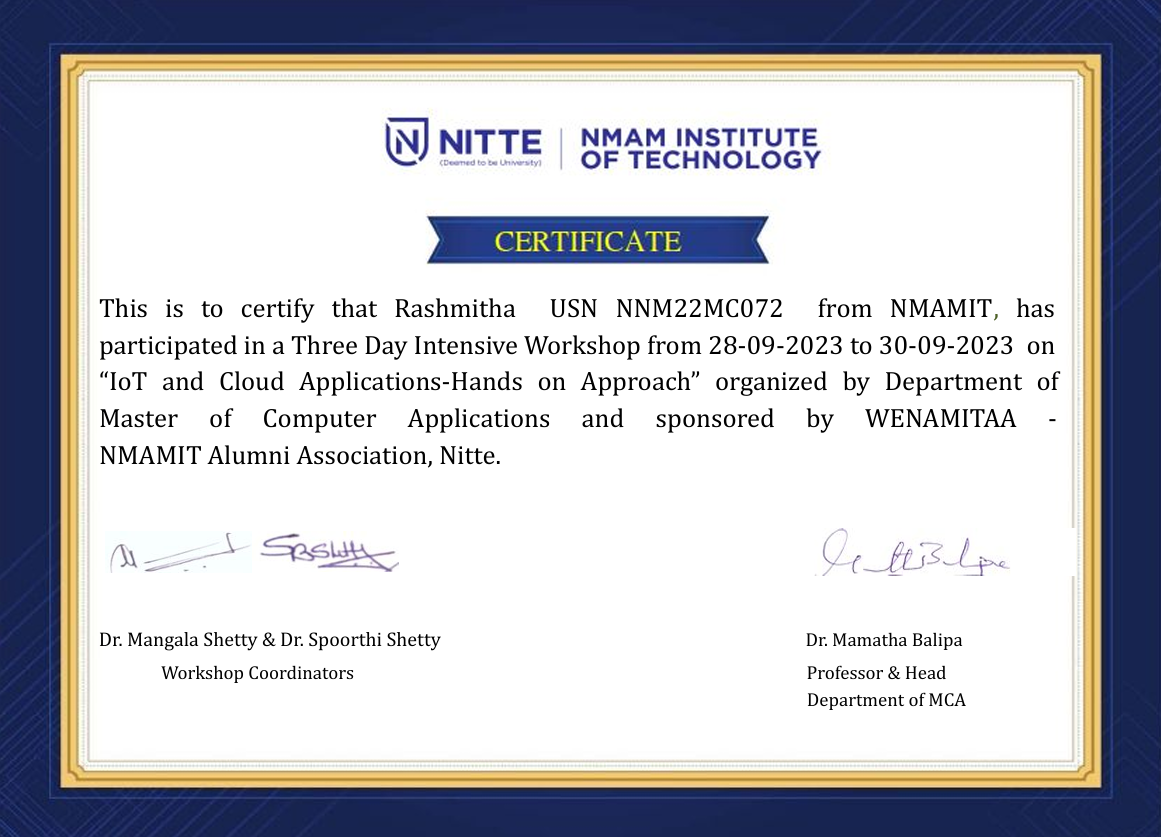 NITTE
(Deemed to be University)
NMAM INSTITUTE
OF TECHNOLOGY
CERTIFICATE
This is to certify that Rashmitha USN NNM22MC072 from NMAMIT, has
participated in a Three Day Intensive Workshop from 28-09-2023 to 30-09-2023 on
“IoT and Cloud Applications-Hands on Approach” organized by Department of
Master of Computer Applications and sponsored by WENAMITAA -
NMAMIT Alumni Association, Nitte.
SBShetty
Dr. Mangala Shetty & Dr. Spoorthi Shetty
Workshop Coordinators
Dr. Mamatha Balipa
Professor & Head
Department of MCA